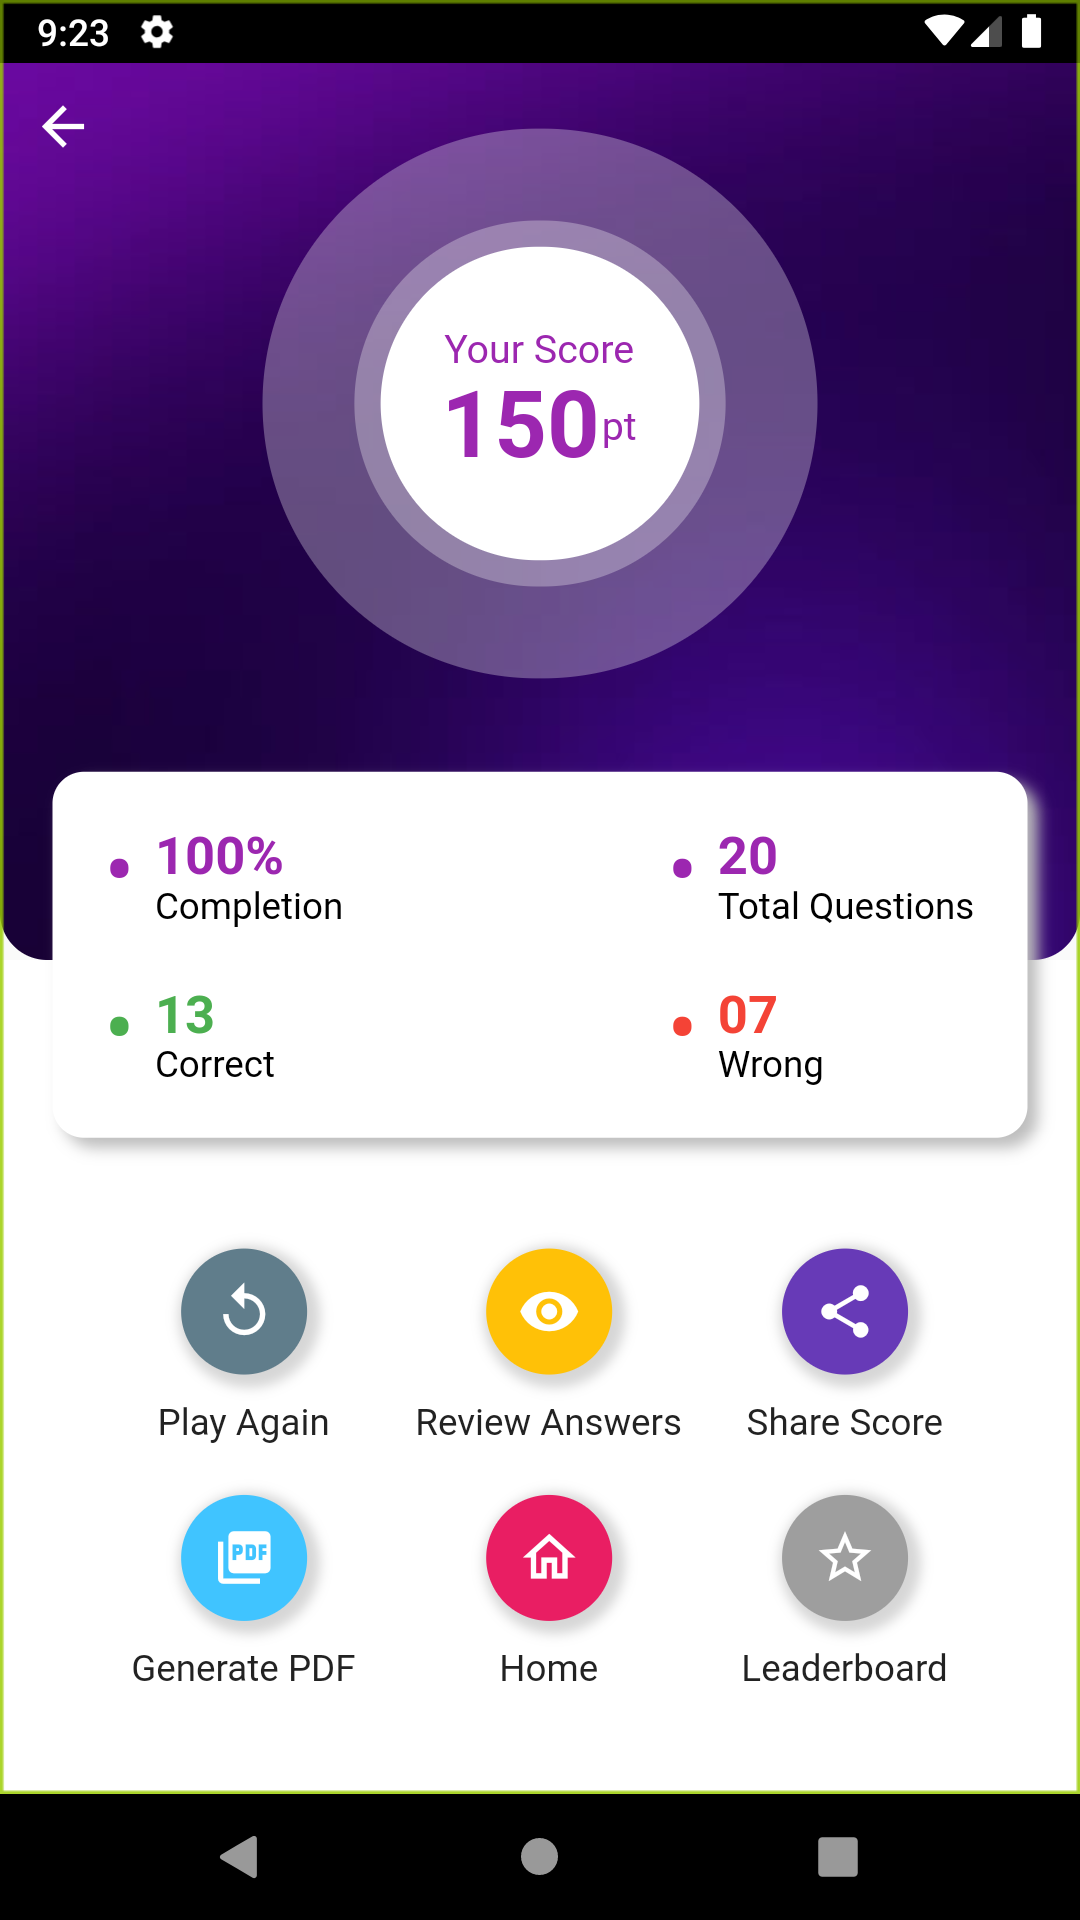 9:23
Your Score
150pt
100%
Completion
20
Total Questions
13
Correct
07
Wrong
Play Again
Review Answers
Share Score
PDF
Generate PDF
Home
Leaderboard